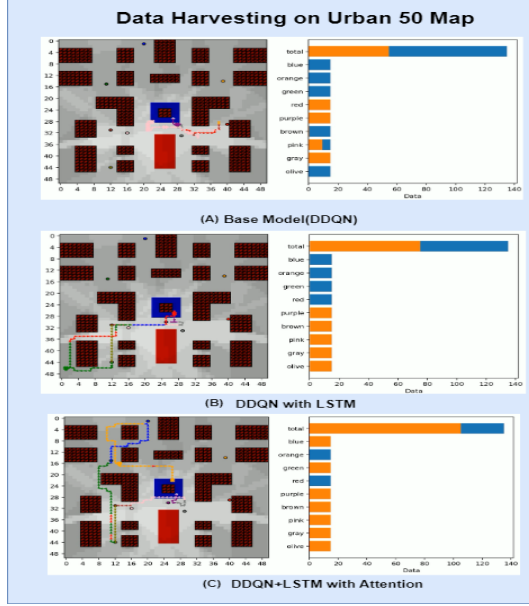 Data Harvesting on Urban 50 Map
0
4
8
12
16
20
24
28
32
36
40
44
48
0 4 8 12 16 20 24 28 32 36 40 44 48
total
blue
orange
green
red
purple
brown
pink
gray
olive
0 20 40 60 80 100 120 140
Data
(A) Base Model(DDQN)
0
4
8
12
16
20
24
28
32
36
40
44
48
0 4 8 12 16 20 24 28 32 36 40 44 48
total
blue
orange
green
red
purple
brown
pink
gray
olive
0 20 40 60 80 100 120 140
Data
(B) DDQN with LSTM
0
4
8
12
16
20
24
28
32
36
40
44
48
0 4 8 12 16 20 24 28 32 36 40 44 48
total
blue
orange
green
red
purple
brown
pink
gray
olive
0 20 40 60 80 100 120 140
Data
(C) DDQN+LSTM with Attention